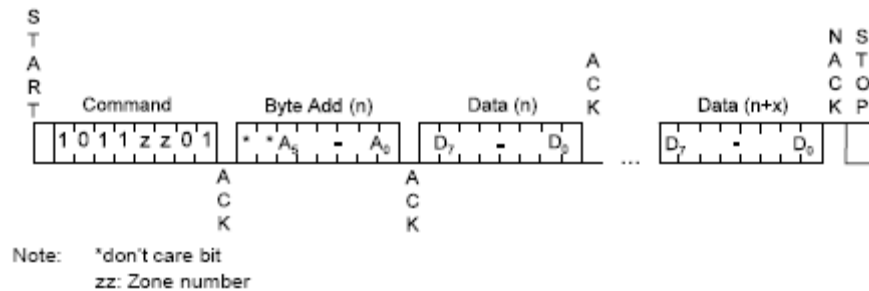 START
Command
Byte Add (n)
Data (n)
ACK
Data (n+x)
NACK
STOP
1 0 1 1 z z 0 1
* * A5 - A0
D7 - D0
...
D7 - D0
ACK
ACK
Note: *don't care bit
zz: Zone number